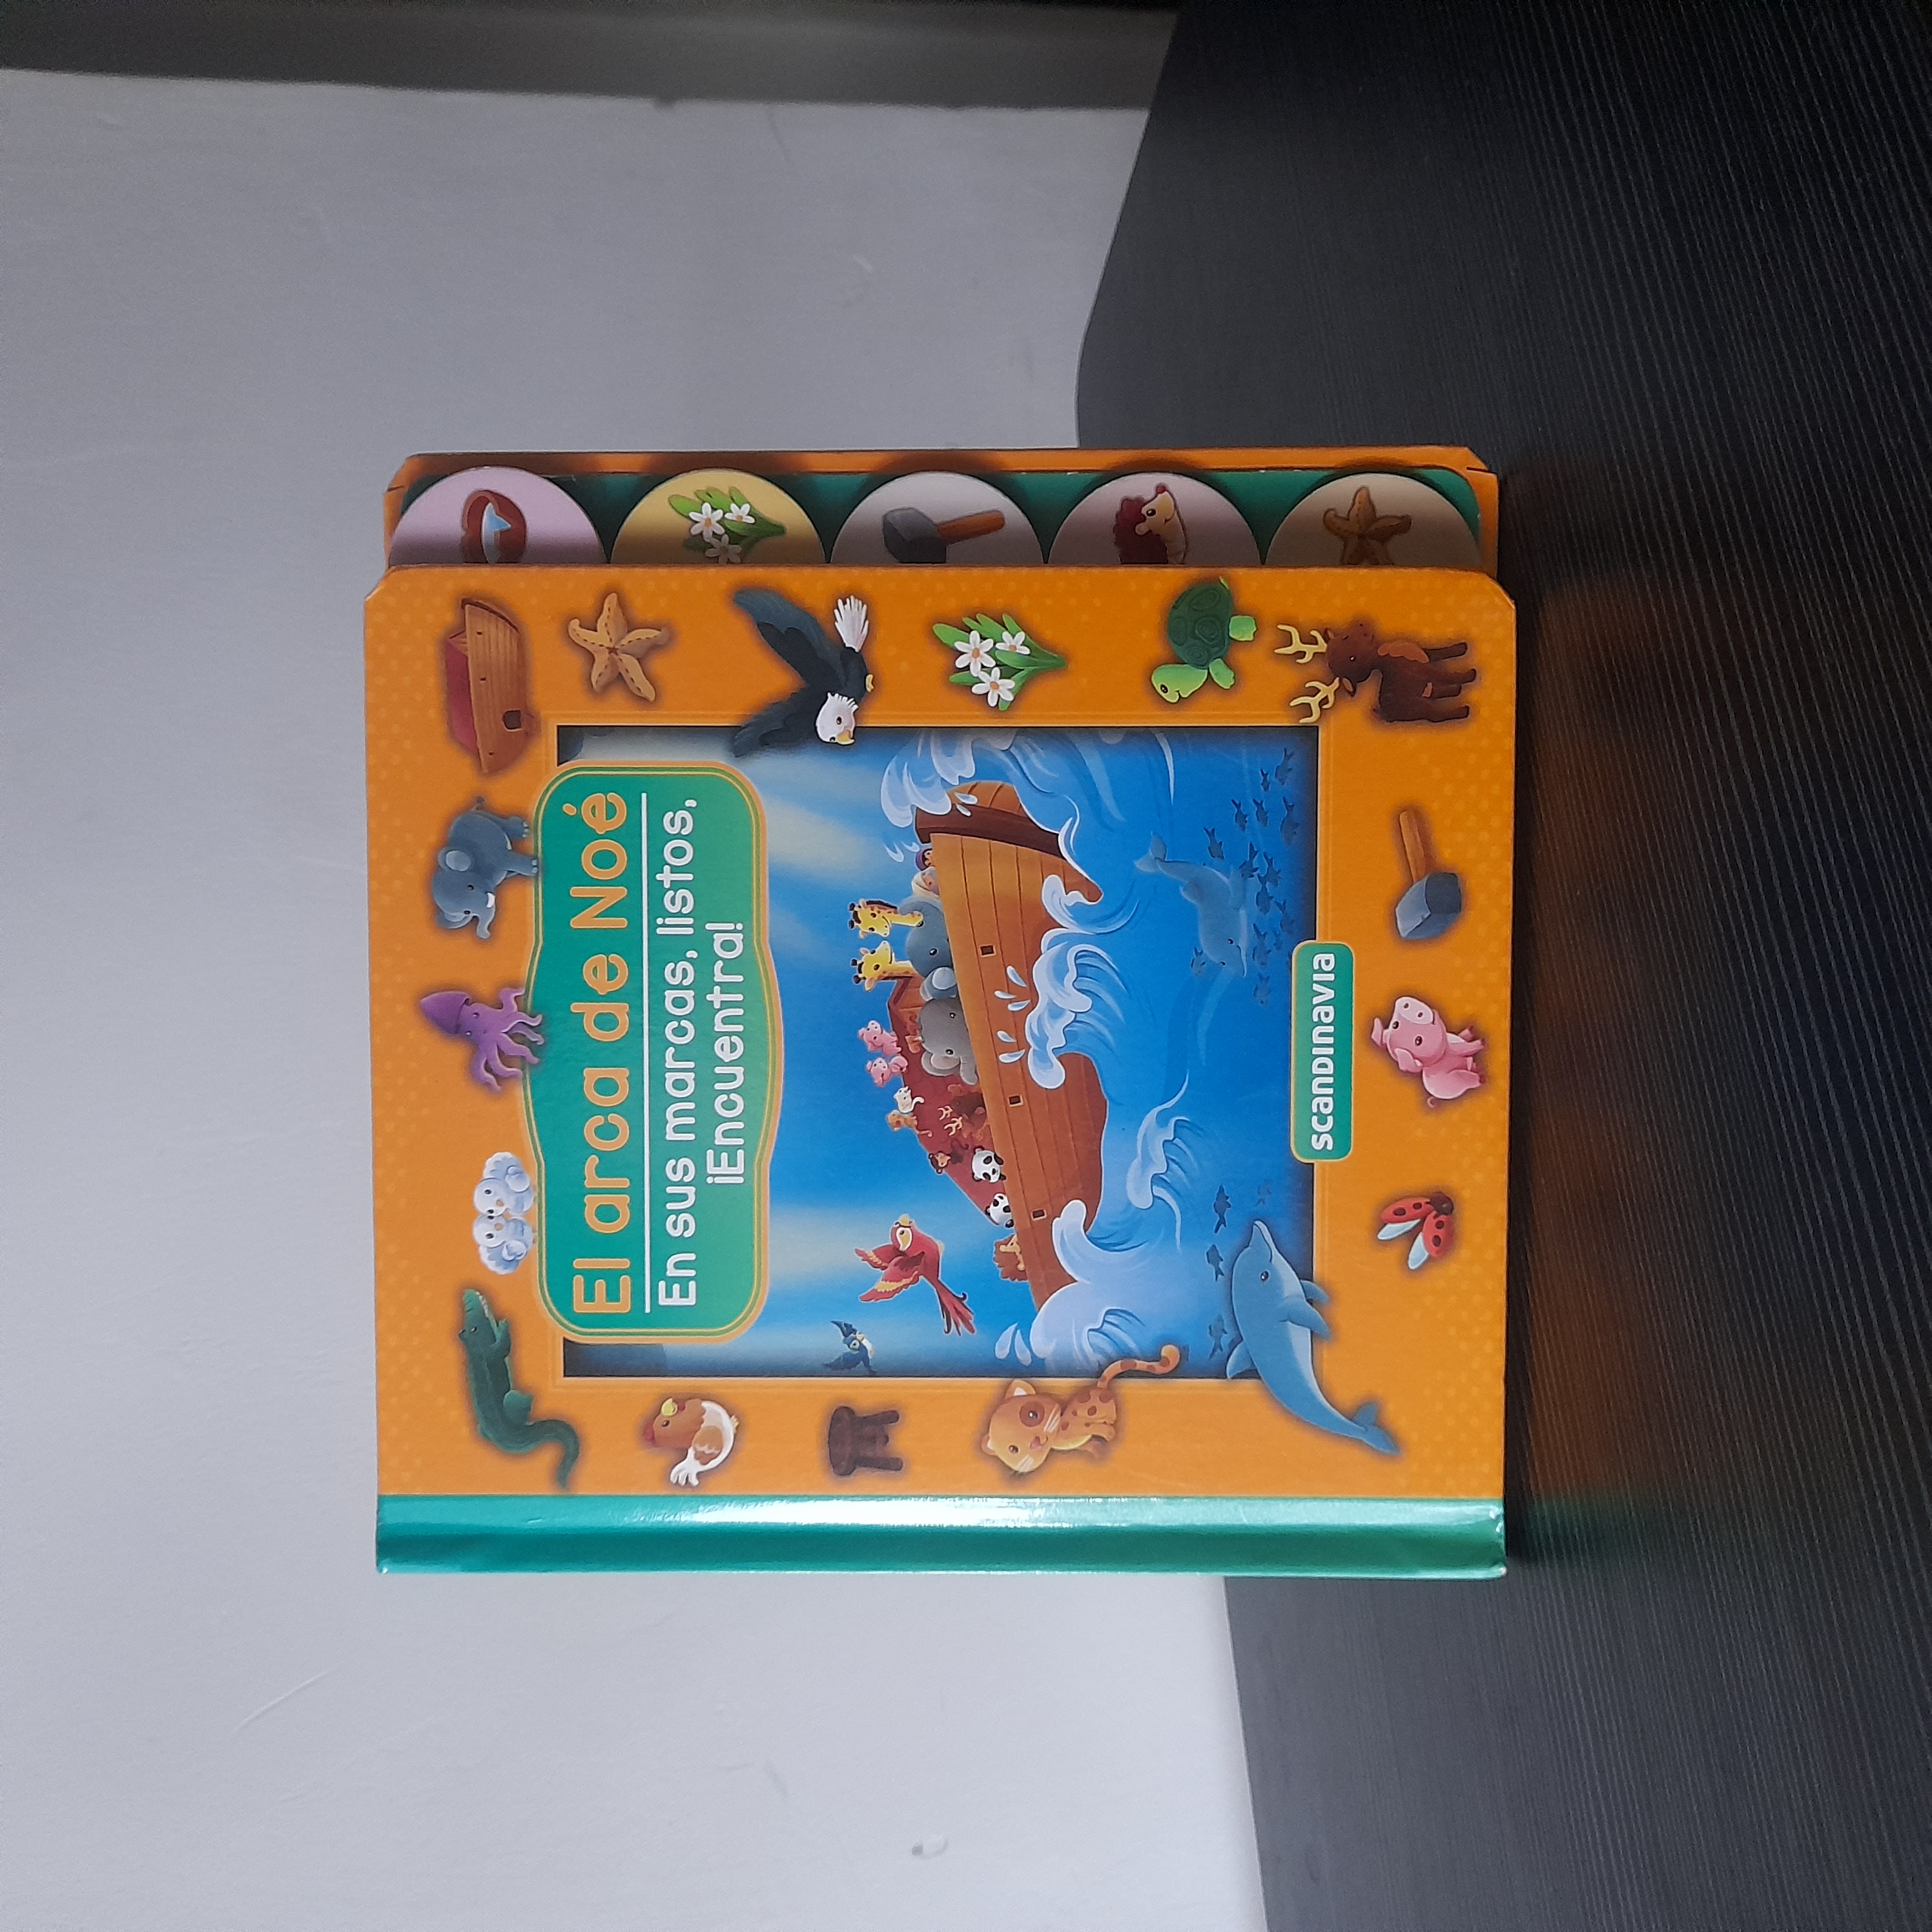 El arca de Noé
En sus marcas, listos,
¡Encuentra!
SCANDINAVIA